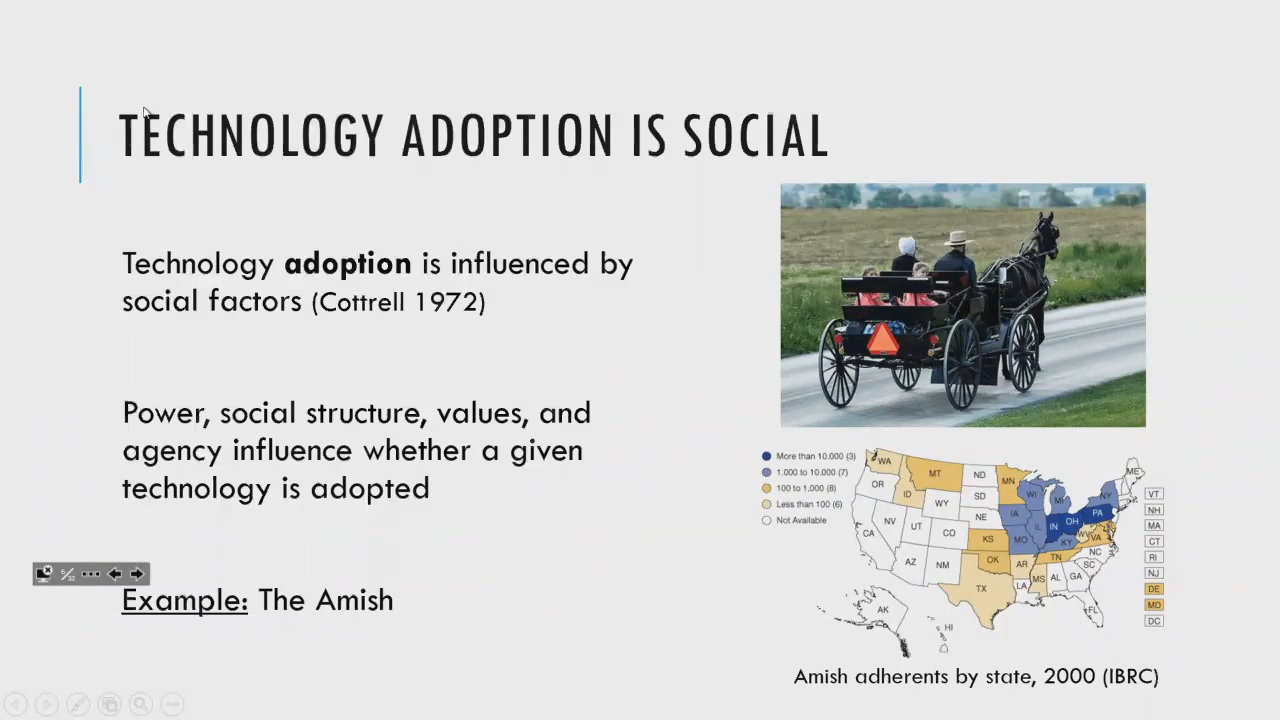 TECHNOLOGY ADOPTION IS SOCIAL
Technology adoption is influenced by
social factors (Cottrell 1972)
Power, social structure, values, and
agency influence whether a given
technology is adopted
Example: The Amish
More than 10,000 (3)
1,000 to 10,000 (7)
100 to 1,000 (8)
Less than 100 (6)
Not Available
WA
MT
ND
MN
ME
OR
ID
SD
WI
MI
NY
WY
NE
IA
PA
NV
UT
CO
IL
IN
OH
CA
KS
MO
KY
WV
VA
AZ
NM
OK
AR
TN
NC
SC
TX
LA
MS
AL
GA
FL
AK
HI
VT
NH
MA
CT
RI
NJ
DE
MD
DC
Amish adherents by state, 2000 (IBRC)